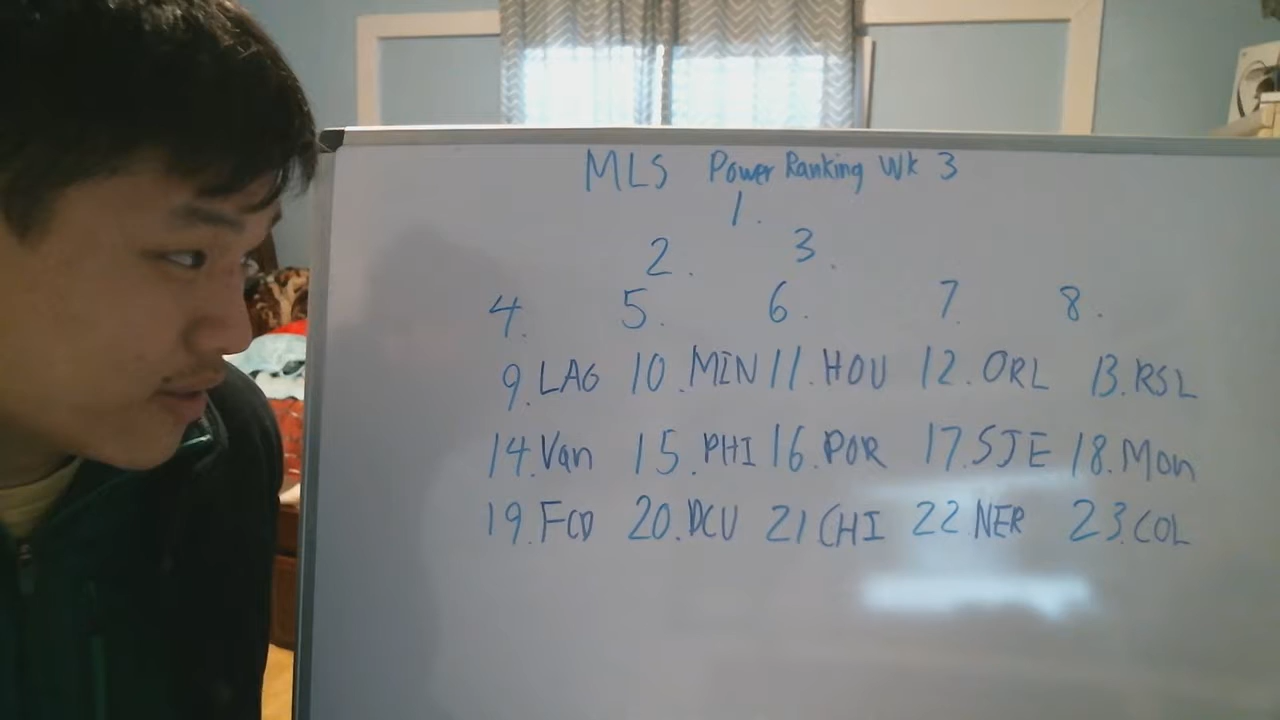 MLS Power Ranking Wk 3
1.
2. 3.
4. 5. 6. 7. 8.
9. LAG 10. MIN 11. HOU 12. ORL 13. RSL
14. Van 15. PHI 16. POR 17. SJE 18. Mon
19. FCD 20. DCU 21 CHI 22 NER 23. COL